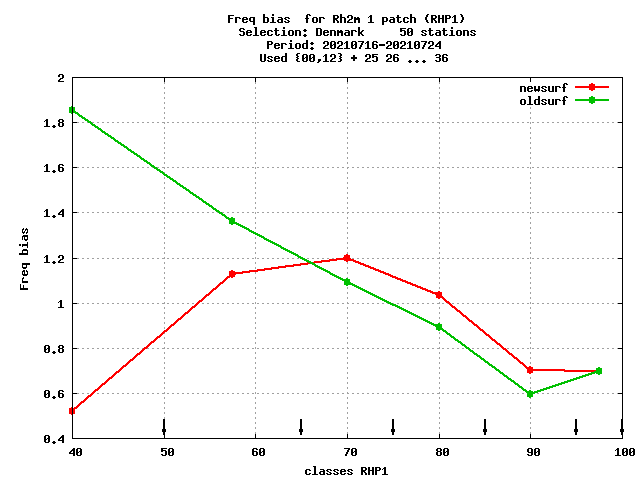 Freq bias  for Rh2m 1 patch (RHP1)
Selection: Denmark     50 stations
Period: 20210716-20210724
Used {00,12} + 25 26 ... 36
newsurf
oldsurf
2
1.8
1.6
1.4
1.2
1
0.8
0.6
0.4
Freq bias
40 50 60 70 80 90 100
classes RHP1